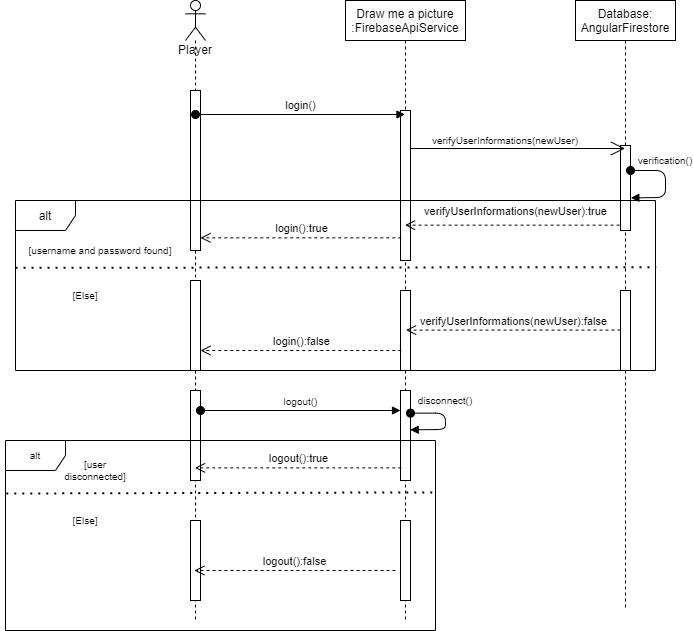 Draw me a picture
:FirebaseApiService
Database:
AngularFirestore
Player
login()
verifyUserInformations(newUser)
verification()
alt
verifyUserInformations(newUser):true
login():true
[username and password found]
[Else]
verifyUserInformations(newUser):false
login():false
logout()
disconnect()
alt
[user
disconnected]
logout():true
[Else]
logout():false